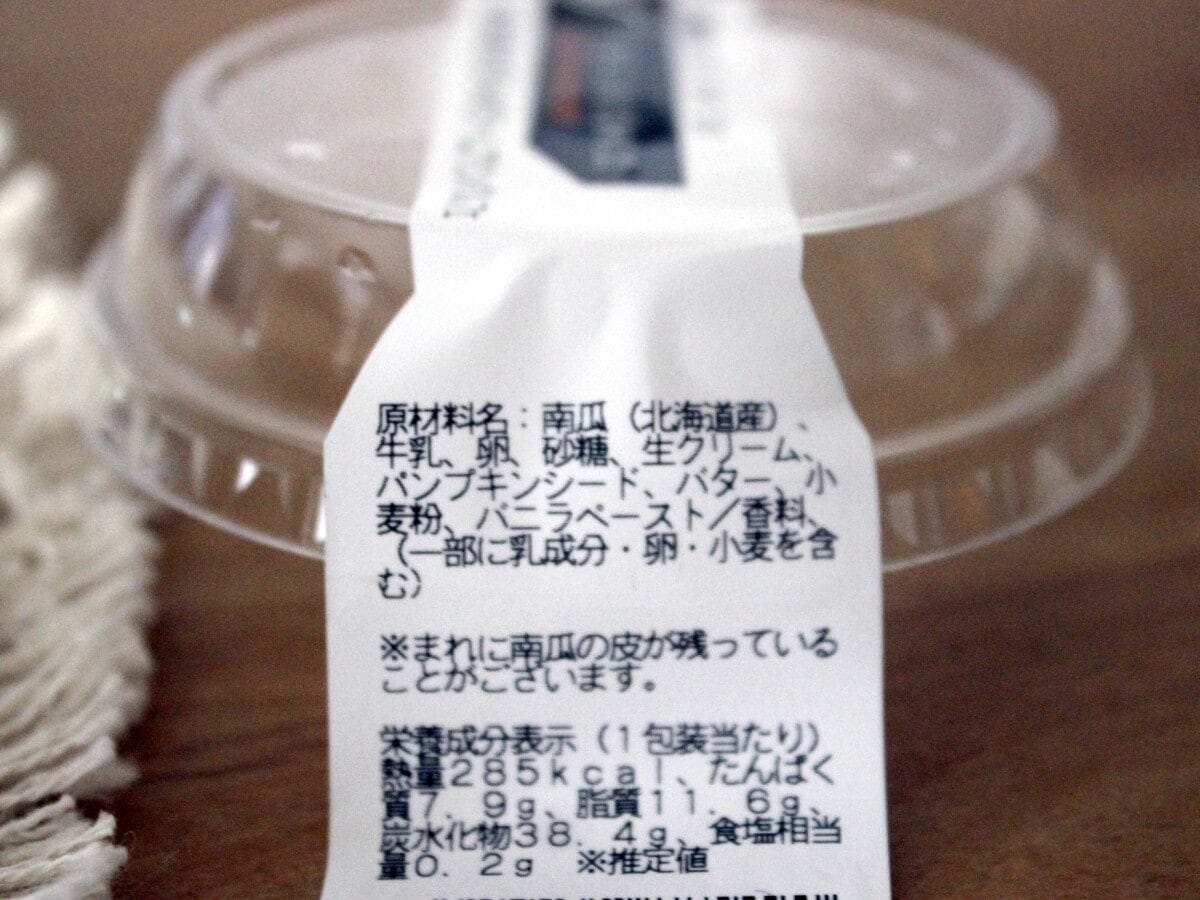 原材料名：南瓜（北海道産）、
牛乳、卵、砂糖、生クリーム、
パンプキンシード、バター、小
麦粉、バニラペースト／香料、
（一部に乳成分・卵・小麦を含
む）
※まれに南瓜の皮が残っている
ことがございます。
栄養成分表示（１包装当たり）
熱量２８５ｋｃａｌ、たんぱく
質７．９ｇ、脂質１１．６ｇ、
炭水化物３８．４ｇ、食塩相当
量０．２ｇ　※推定値